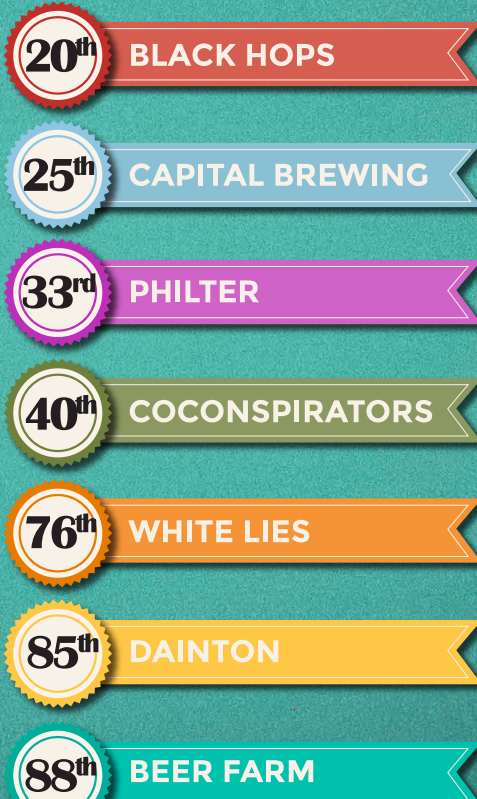 20th BLACK HOPS
25th CAPITAL BREWING
33rd PHILTER
40th COCONSPIRATORS
76th WHITE LIES
85th DAINTON
88th BEER FARM